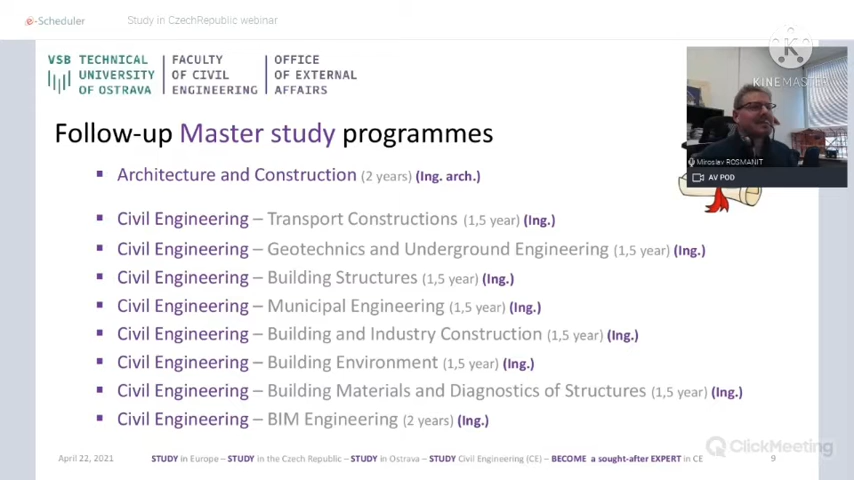 e-Scheduler Study in CzechRepublic webinar
VSB TECHNICAL UNIVERSITY OF OSTRAVA
FACULTY OF CIVIL ENGINEERING
OFFICE OF EXTERNAL AFFAIRS
K
KINEMASTER
Miroslav ROSMANIT
AV POD
Follow-up Master study programmes
Architecture and Construction (2 years) (Ing. arch.)
Civil Engineering – Transport Constructions (1,5 year) (Ing.)
Civil Engineering – Geotechnics and Underground Engineering (1,5 year) (Ing.)
Civil Engineering – Building Structures (1,5 year) (Ing.)
Civil Engineering – Municipal Engineering (1,5 year) (Ing.)
Civil Engineering – Building and Industry Construction (1,5 year) (Ing.)
Civil Engineering – Building Environment (1,5 year) (Ing.)
Civil Engineering – Building Materials and Diagnostics of Structures (1,5 year) (Ing.)
Civil Engineering – BIM Engineering (2 years) (Ing.)
ClickMeeting
April 22, 2021 STUDY in Europe – STUDY in the Czech Republic – STUDY in Ostrava – STUDY Civil Engineering (CE) – BECOME a sought-after EXPERT in CE 9